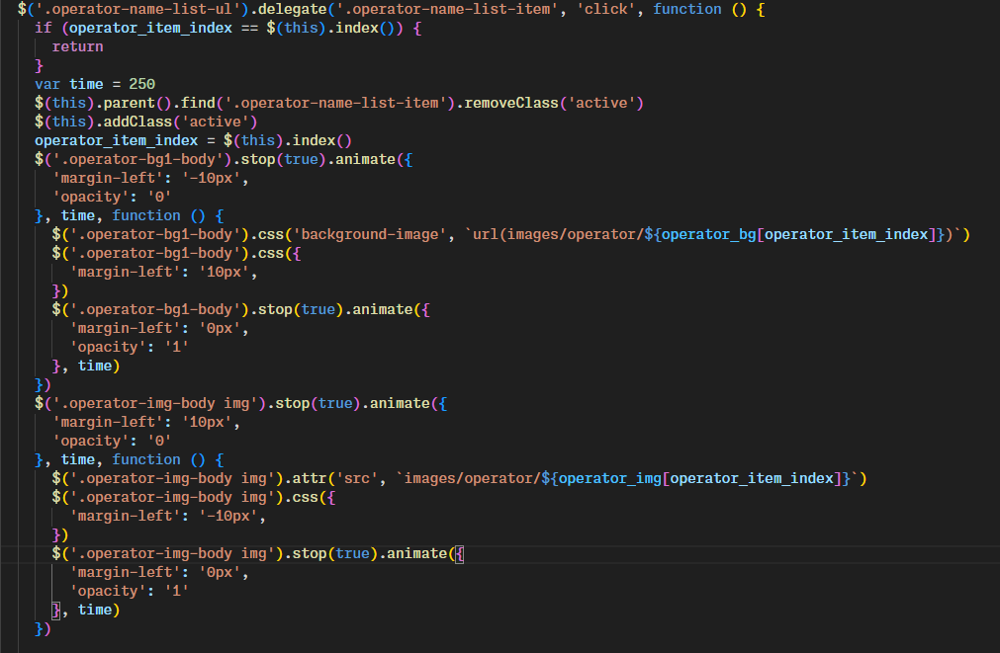 $('.operator-name-list-ul').delegate('.operator-name-list-item', 'click', function () {
  if (operator_item_index == $(this).index()) {
    return
  }
  var time = 250
  $(this).parent().find('.operator-name-list-item').removeClass('active')
  $(this).addClass('active')
  operator_item_index = $(this).index()
  $('.operator-bg1-body').stop(true).animate({
    'margin-left': '-10px',
    'opacity': '0'
  }, time, function () {
    $('.operator-bg1-body').css('background-image', `url(images/operator/${operator_bg[operator_item_index]})`)
    $('.operator-bg1-body').css({
      'margin-left': '10px',
    })
    $('.operator-bg1-body').stop(true).animate({
      'margin-left': '0px',
      'opacity': '1'
    }, time)
  })
  $('.operator-img-body img').stop(true).animate({
    'margin-left': '10px',
    'opacity': '0'
  }, time, function () {
    $('.operator-img-body img').attr('src', `images/operator/${operator_img[operator_item_index]}`)
    $('.operator-img-body img').css({
      'margin-left': '-10px',
    })
    $('.operator-img-body img').stop(true).animate({
      'margin-left': '0px',
      'opacity': '1'
    }, time)
  })